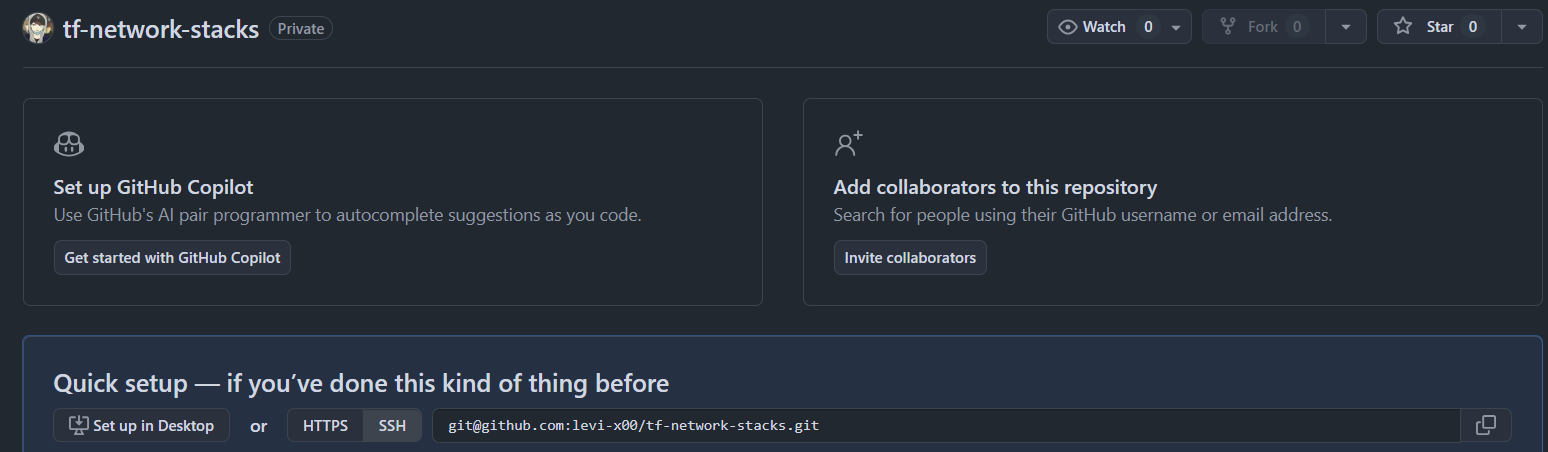 tf-network-stacks Private Watch 0 Fork 0 Star 0
Set up GitHub Copilot
Use GitHub's AI pair programmer to autocomplete suggestions as you code.
Get started with GitHub Copilot
Add collaborators to this repository
Search for people using their GitHub username or email address.
Invite collaborators
Quick setup — if you’ve done this kind of thing before
Set up in Desktop or HTTPS SSH git@github.com:levi-x00/tf-network-stacks.git